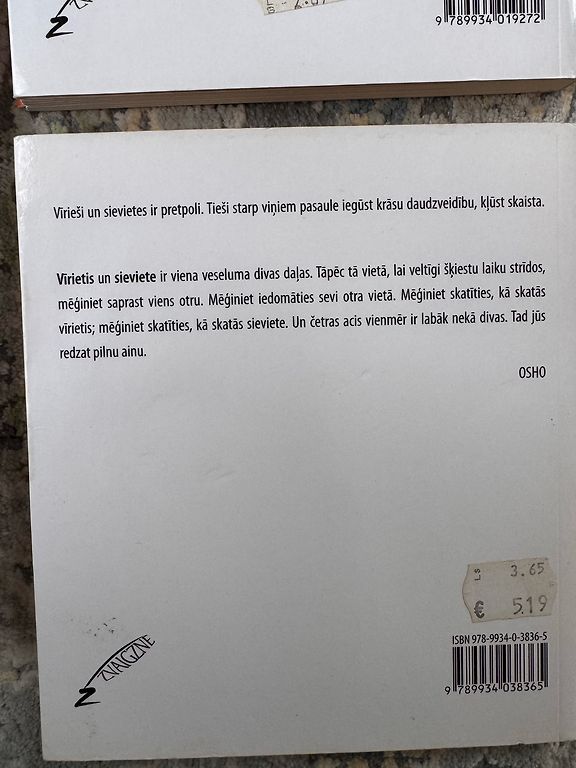 9 789934 019272
Vīrieši un sievietes ir pretpoli. Tieši starp viņiem pasaule iegūst krāsu daudzveidību, kļūst skaista.
Vīrietis un sieviete ir viena veseluma divas daļas. Tāpēc tā vietā, lai veltīgi šķiestu laiku strīdos,
mēģiniet saprast viens otru. Mēģiniet iedomāties sevi otra vietā. Mēģiniet skatīties, kā skatās
vīrietis; mēģiniet skatīties, kā skatās sieviete. Un četras acis vienmēr ir labāk nekā divas. Tad jūs
redzat pilnu ainu.
OSHO
Ls 3.65
€ 5.19
ISBN 978-9934-0-3836-5
9 789934 038365
Z ZVAIGZNE